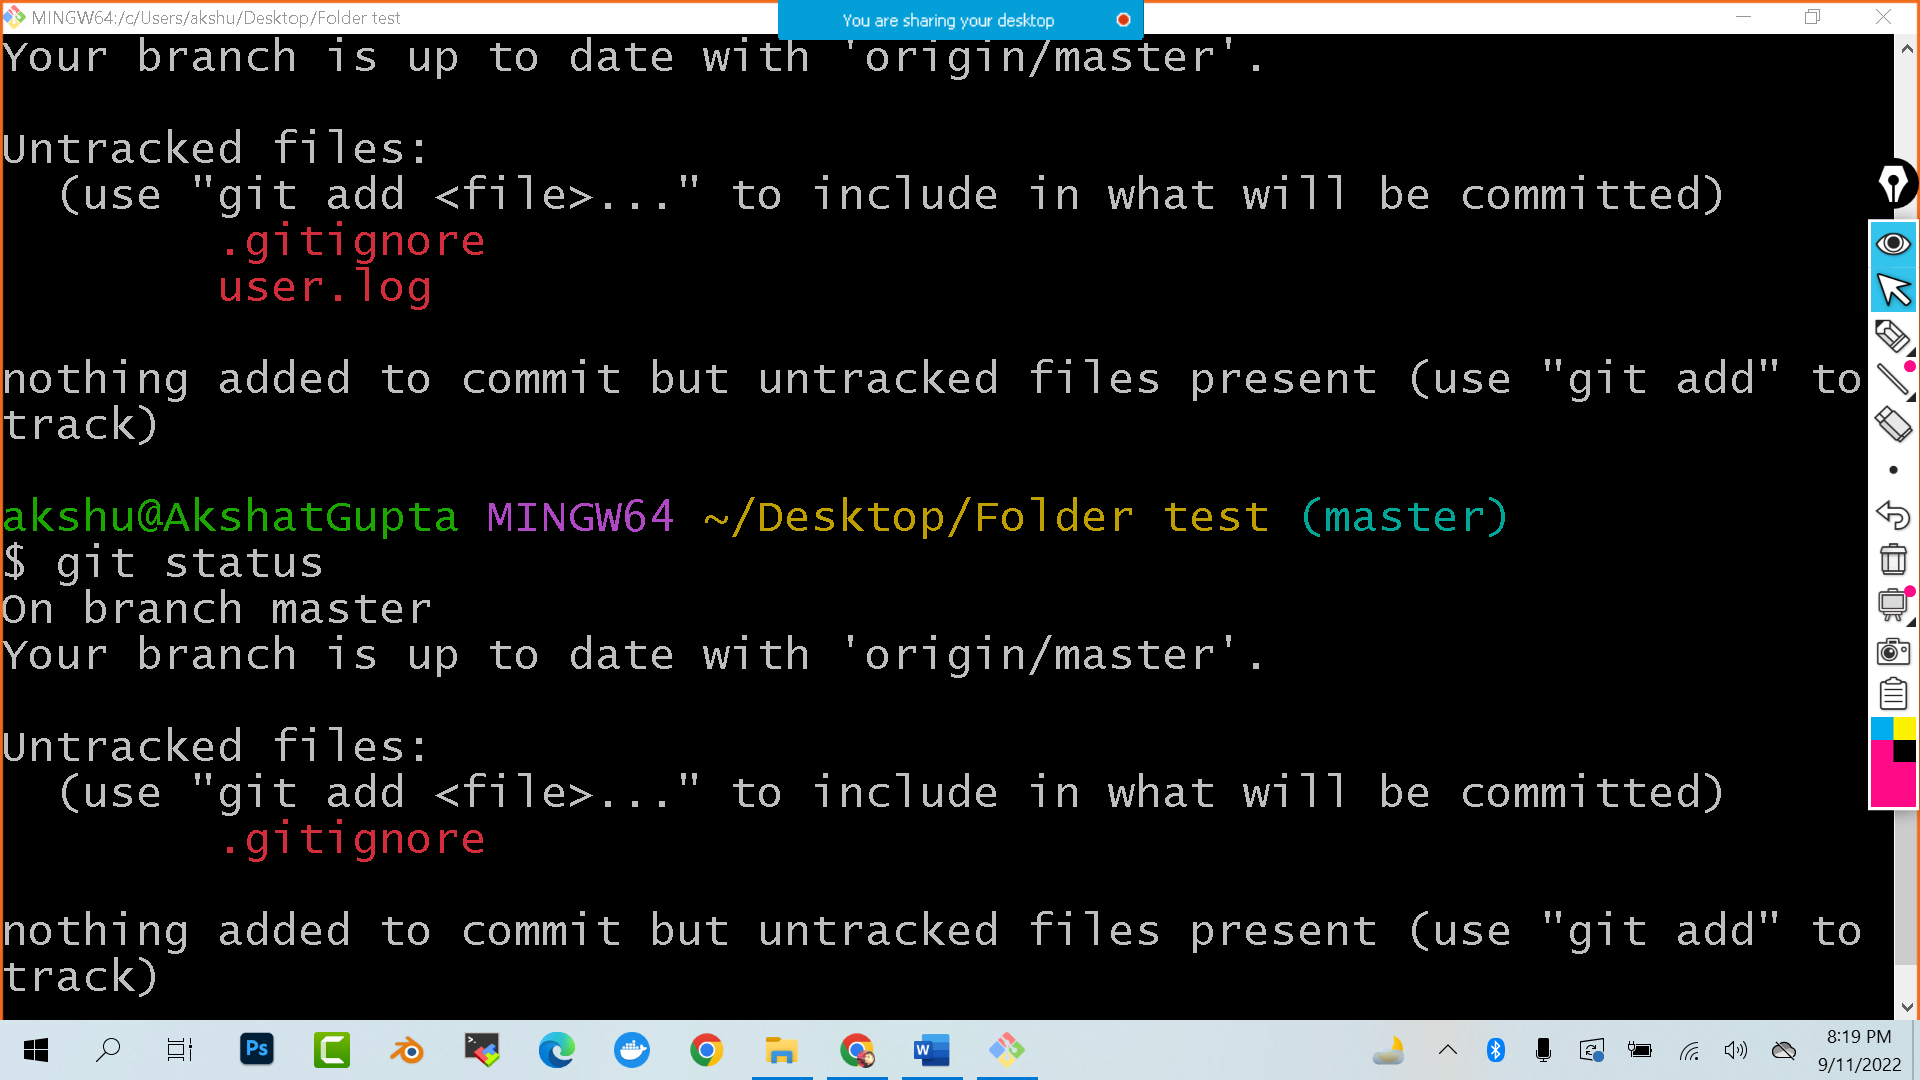 MINGW64:/c/Users/akshu/Desktop/Folder test
You are sharing your desktop
Your branch is up to date with 'origin/master'.
Untracked files:
  (use "git add <file>..." to include in what will be committed)
        .gitignore
        user.log
nothing added to commit but untracked files present (use "git add" to
track)
akshu@AkshatGupta MINGW64 ~/Desktop/Folder test (master)
$ git status
On branch master
Your branch is up to date with 'origin/master'.
Untracked files:
  (use "git add <file>..." to include in what will be committed)
        .gitignore
nothing added to commit but untracked files present (use "git add" to
track)
Ps
W
8:19 PM
9/11/2022